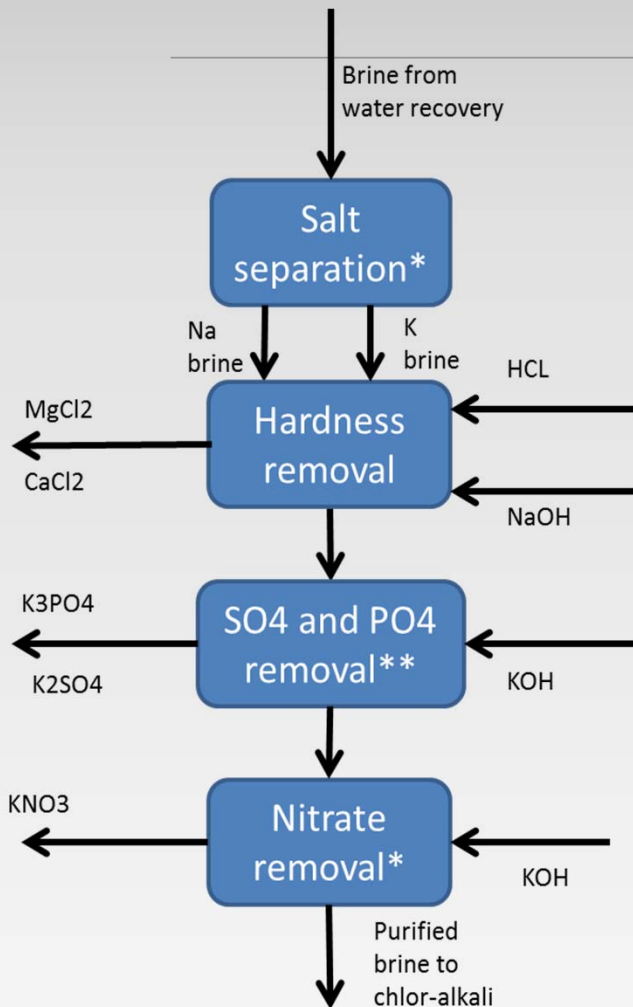 Brine from
water recovery
Salt
separation*
Na
brine
K
brine
HCL
MgCl2
Hardness
removal
CaCl2
NaOH
K3PO4
SO4 and PO4
removal**
K2SO4
KOH
KNO3
Nitrate
removal*
KOH
Purified
brine to
chlor-alkali